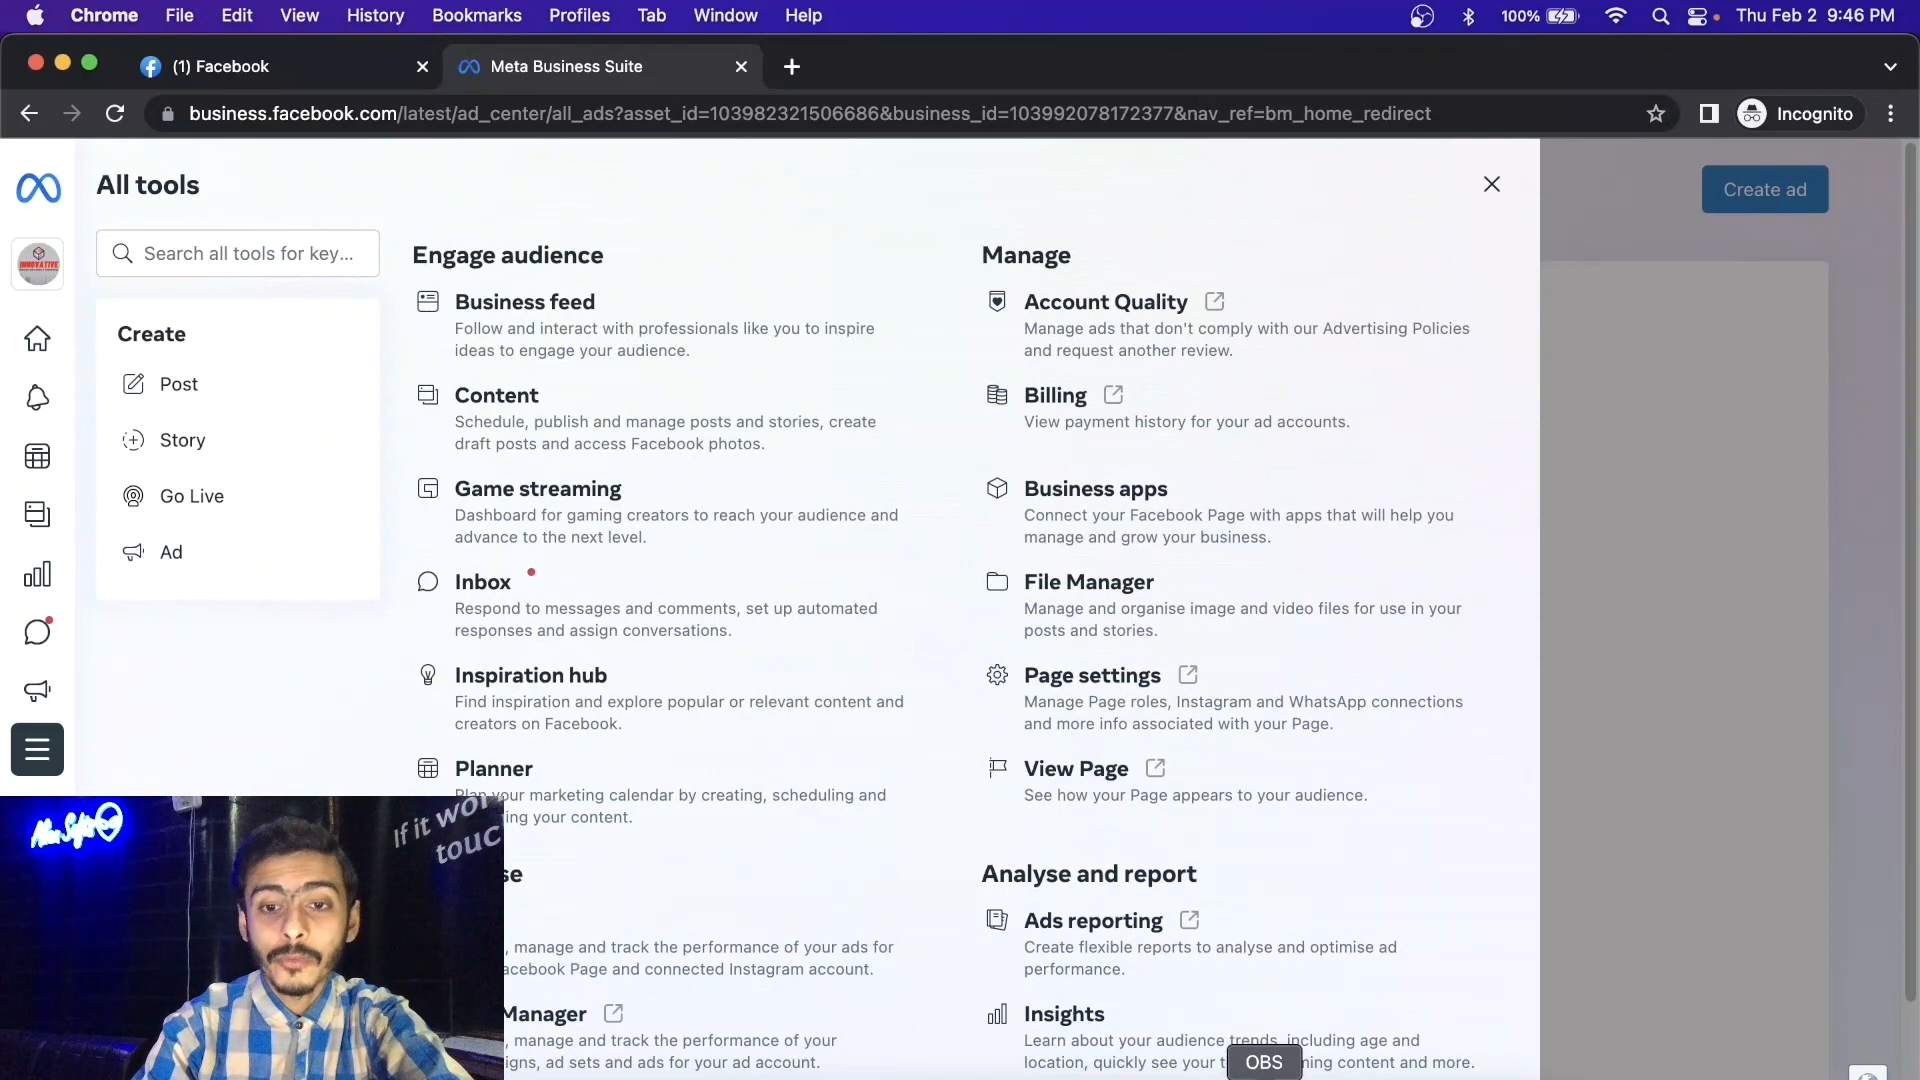 Chrome File Edit View History Bookmarks Profiles Tab Window Help 100% Thu Feb 2 9:46 PM
(1) Facebook
Meta Business Suite
business.facebook.com/latest/ad_center/all_ads?asset_id=103982321506686&business_id=103992078172377&nav_ref=bm_home_redirect
Incognito
All tools
Create ad
Search all tools for key...
INNOVATIVE
Create
Post
Story
Go Live
Ad
Engage audience
Business feed
Follow and interact with professionals like you to inspire
ideas to engage your audience.
Content
Schedule, publish and manage posts and stories, create
draft posts and access Facebook photos.
Game streaming
Dashboard for gaming creators to reach your audience and
advance to the next level.
Inbox
Respond to messages and comments, set up automated
responses and assign conversations.
Inspiration hub
Find inspiration and explore popular or relevant content and
creators on Facebook.
Planner
Plan your marketing calendar by creating, scheduling and
ing your content.
se
, manage and track the performance of your ads for
acebook Page and connected Instagram account.
Manager
, manage and track the performance of your
igns, ad sets and ads for your ad account.
Manage
Account Quality
Manage ads that don't comply with our Advertising Policies
and request another review.
Billing
View payment history for your ad accounts.
Business apps
Connect your Facebook Page with apps that will help you
manage and grow your business.
File Manager
Manage and organise image and video files for use in your
posts and stories.
Page settings
Manage Page roles, Instagram and WhatsApp connections
and more info associated with your Page.
View Page
See how your Page appears to your audience.
Analyse and report
Ads reporting
Create flexible reports to analyse and optimise ad
performance.
Insights
Learn about your audience trends, including age and
location, quickly see your t ming content and more.
OBS
If it wor
touc